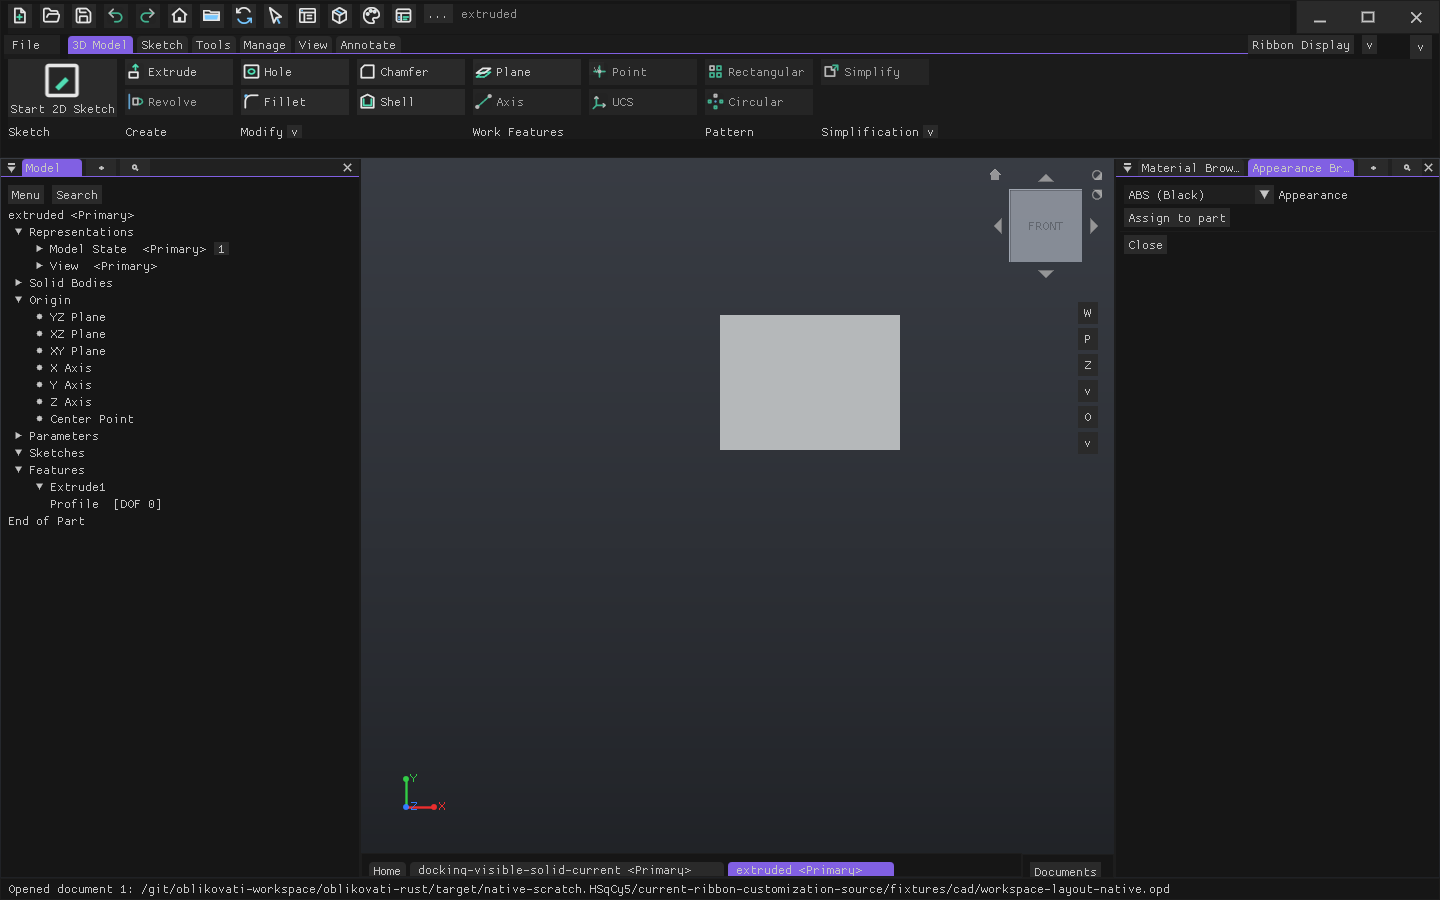 ... extruded
File 3D Model Sketch Tools Manage View Annotate Ribbon Display v v
Start 2D Sketch
Extrude
Revolve
Hole
Fillet
Chamfer
Shell
Plane
Axis
Point
UCS
Rectangular
Circular
Simplify
Sketch Create Modify v Work Features Pattern Simplification v
Model
Menu Search
extruded <Primary>
Representations
Model State <Primary> 1
View <Primary>
Solid Bodies
Origin
YZ Plane
XZ Plane
XY Plane
X Axis
Y Axis
Z Axis
Center Point
Parameters
Sketches
Features
Extrude1
Profile [DOF 0]
End of Part
FRONT
W
P
Z
v
O
v
Y
Z X
Material Brow… Appearance Br…
ABS (Black) Appearance
Assign to part
Close
Home docking-visible-solid-current <Primary> extruded <Primary> Documents
Opened document 1: /git/oblikovati-workspace/oblikovati-rust/target/native-scratch.HSqCy5/current-ribbon-customization-source/fixtures/cad/workspace-layout-native.opd